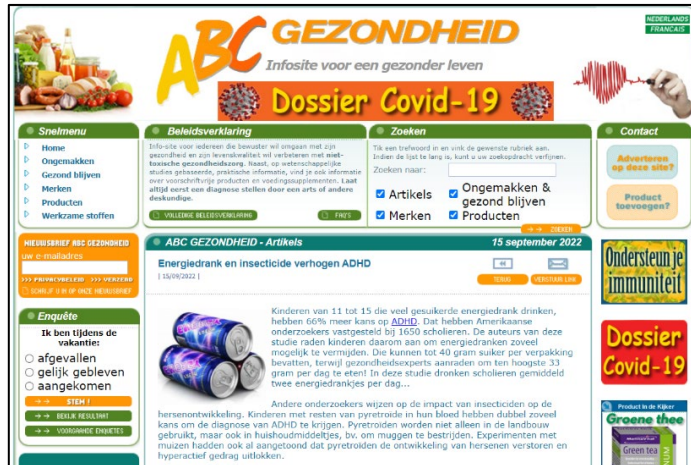 ABC GEZONDHEID
Infosite voor een gezonder leven
NEDERLANDS
FRANCAIS
Dossier Covid-19
Snelmenu
Home
Ongemakken
Gezond blijven
Merken
Producten
Werkzame stoffen
Beleidsverklaring
Info-site voor iedereen die bewuster wil omgaan met zijn
gezondheid en zijn levenskwaliteit wil verbeteren met niet-
toxische gezondheidszorg. Naast, op wetenschappelijke
studies gebaseerde, praktische informatie, vind je ook informatie
over voorschriftvrije producten en voedingssupplementen. Laat
altijd eerst een diagnose stellen door een arts of andere
deskundige.
VOLLEDIGE BELEIDSVERKLARING
FAQ'S
Zoeken
Tik een trefwoord in en vink de gewenste rubriek aan.
Indien de lijst te lang is, kunt u uw zoekopdracht verfijnen.
Zoeken naar:
Artikels
Ongemakken &
gezond blijven
Merken
Producten
ZOEKEN
Contact
Adverteren
op deze site?
Product
toevoegen?
NIEUWSBRIEF ABC GEZONDHEID
uw e-mailadres
>>> PRIVACYBELEID >>> VERZEND
SCHRIJF U IN OP ONZE NIEUWSBRIEF
Enquête
Ik ben tijdens de
vakantie:
afgevallen
gelijk gebleven
aangekomen
STEM !
BEKIJK RESULTAAT
VOORGAANDE ENQUETES
ABC GEZONDHEID - Artikels
15 september 2022
Energiedrank en insecticide verhogen ADHD
| 15/09/2022 |
TERUG
VERSTUUR LINK
Kinderen van 11 tot 15 die veel gesuikerde energiedrank drinken,
hebben 66% meer kans op ADHD. Dat hebben Amerikaanse
onderzoekers vastgesteld bij 1650 scholieren. De auteurs van deze
studie raden kinderen daarom aan om energiedranken zoveel
mogelijk te vermijden. Die kunnen tot 40 gram suiker per verpakking
bevatten, terwijl gezondheidsexperts aanraden om ten hoogste 33
gram per dag te eten! In deze studie dronken scholieren gemiddeld
twee energiedrankjes per dag...
Andere onderzoekers wijzen op de impact van insecticiden op de
hersenontwikkeling. Kinderen met resten van pyretroide in hun bloed hebben dubbel zoveel
kans om de diagnose van ADHD te krijgen. Pyretroiden worden niet alleen in de landbouw
gebruikt, maar ook in huishoudmiddeltjes, bv. om muggen te bestrijden. Experimenten met
muizen hadden ook al aangetoond dat pyretroiden de ontwikkeling van hersenen verstoren en
hyperactief gedrag uitlokken.
Ondersteun je
immuniteit
Dossier
Covid-19
Product in de Kijker
Groene thee
Green tea